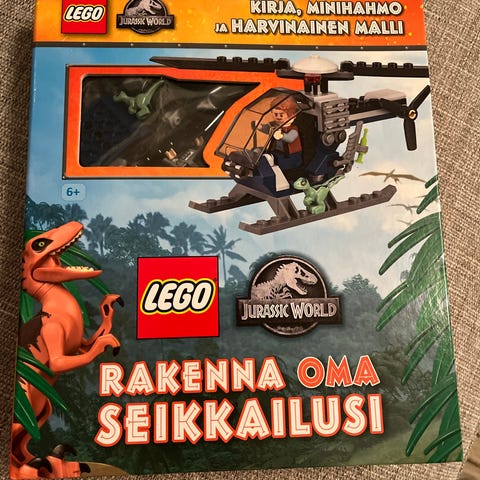 LEGO
JURASSIC WORLD
KIRJA, MINIHAHMO
JA HARVINAINEN MALLI
6+
LEGO
JURASSIC WORLD
RAKENNA OMA
SEIKKAILUSI